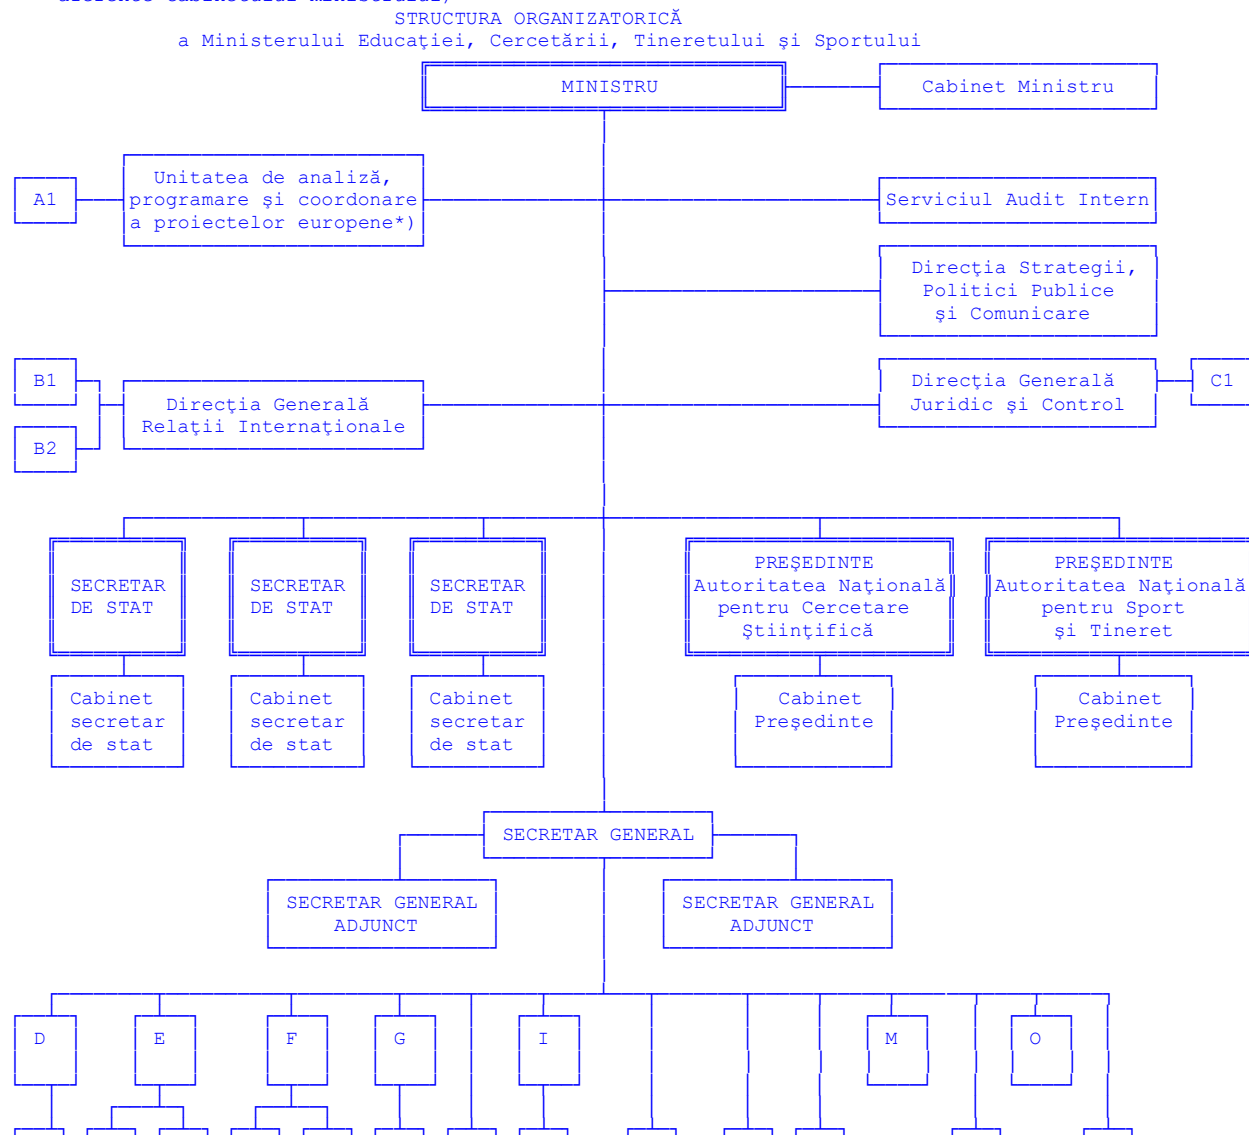 STRUCTURA ORGANIZATORICĂ
a Ministerului Educaţiei, Cercetării, Tineretului şi Sportului
MINISTRU
Cabinet Ministru
A1
Unitatea de analiză,
programare şi coordonare
a proiectelor europene*)
Serviciul Audit Intern
Direcţia Strategii,
Politici Publice
şi Comunicare
B1
B2
Direcţia Generală
Relaţii Internaţionale
Direcţia Generală
Juridic şi Control
C1
SECRETAR
DE STAT
SECRETAR
DE STAT
SECRETAR
DE STAT
PREŞEDINTE
Autoritatea Naţională
pentru Cercetare
Ştiinţifică
PREŞEDINTE
Autoritatea Naţională
pentru Sport
şi Tineret
Cabinet
secretar
de stat
Cabinet
secretar
de stat
Cabinet
secretar
de stat
Cabinet
Preşedinte
Cabinet
Preşedinte
SECRETAR GENERAL
SECRETAR GENERAL
ADJUNCT
SECRETAR GENERAL
ADJUNCT
D
E
F
G
I
M
O